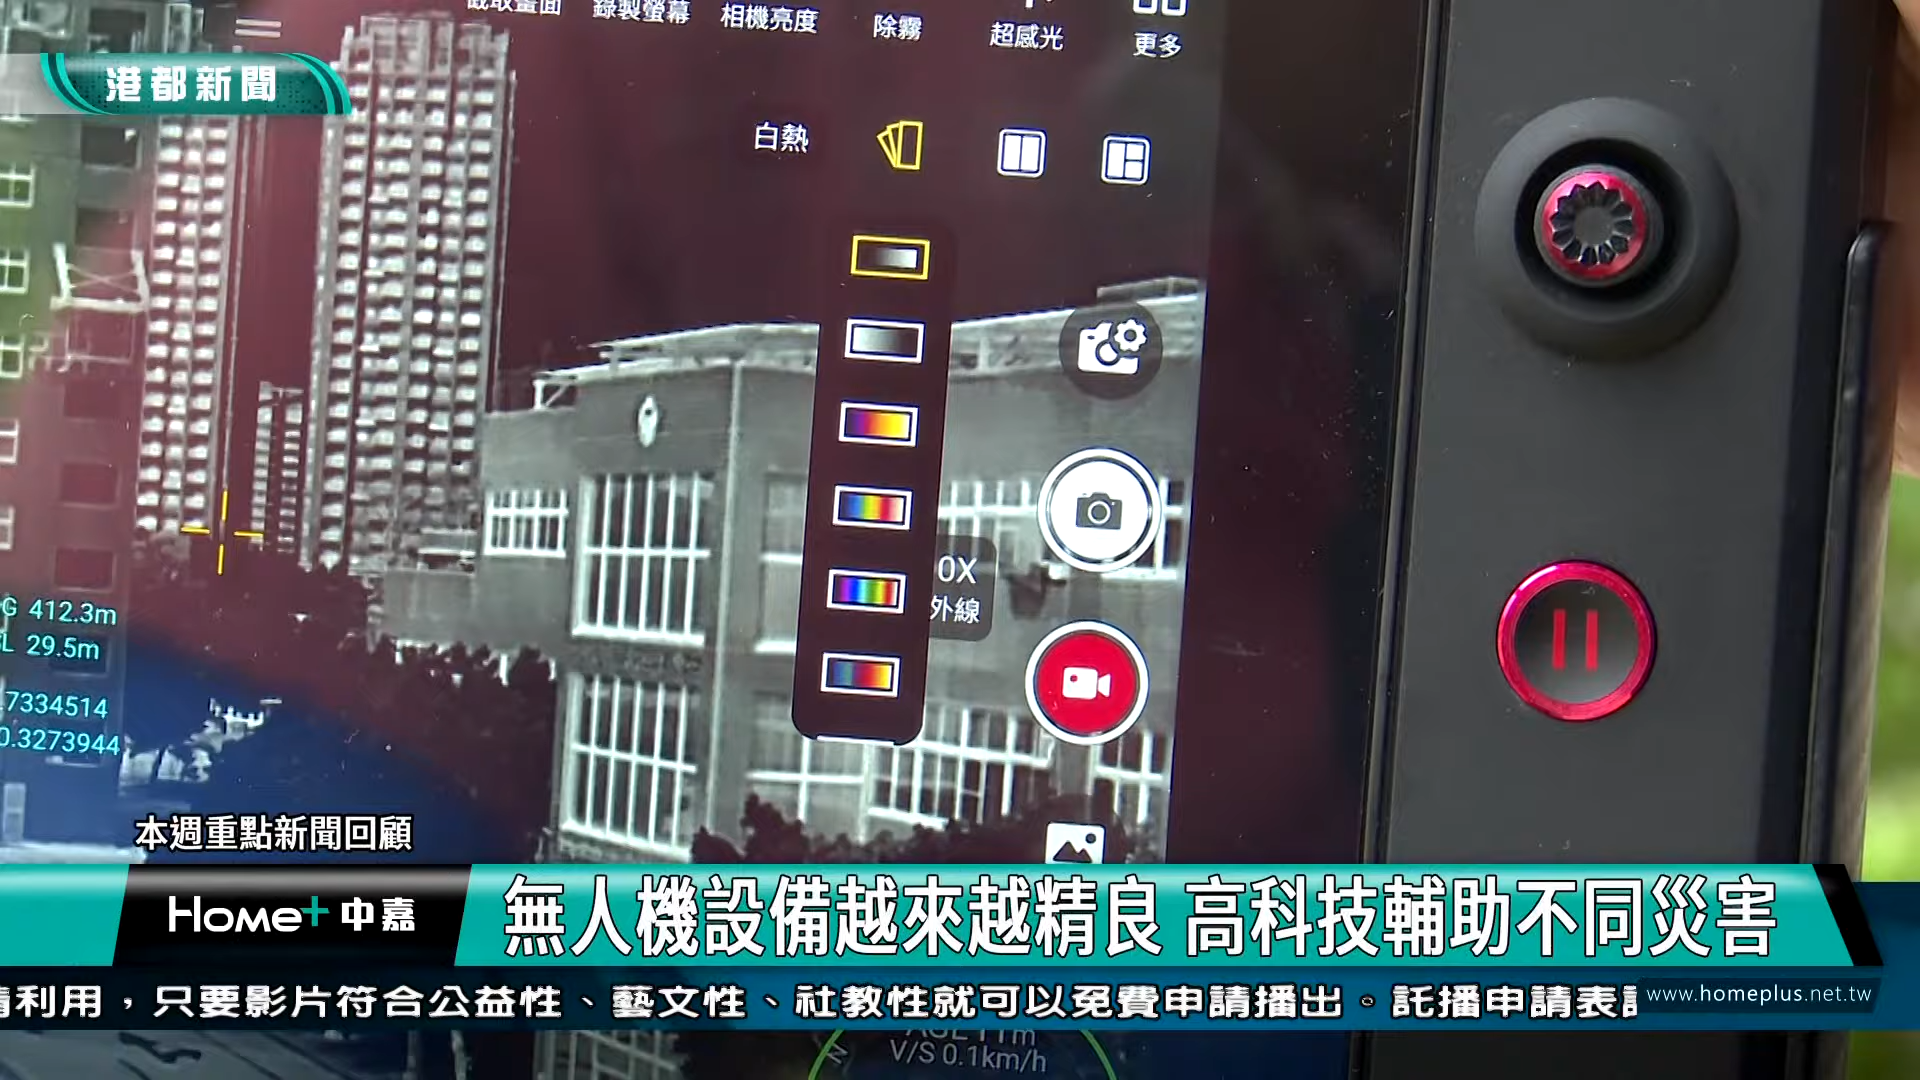 截取畫面 錄製螢幕 相機亮度 除霧 超感光 更多
港都新聞
白熱
0X
外線
G 412.3m
L 29.5m
.7334514
0.3273944
本週重點新聞回顧
Home+中嘉
無人機設備越來越精良 高科技輔助不同災害
利用，只要影片符合公益性、藝文性、社教性就可以免費申請播出。託播申請表
www.homeplus.net.tw
N
V/S 0.1km/h